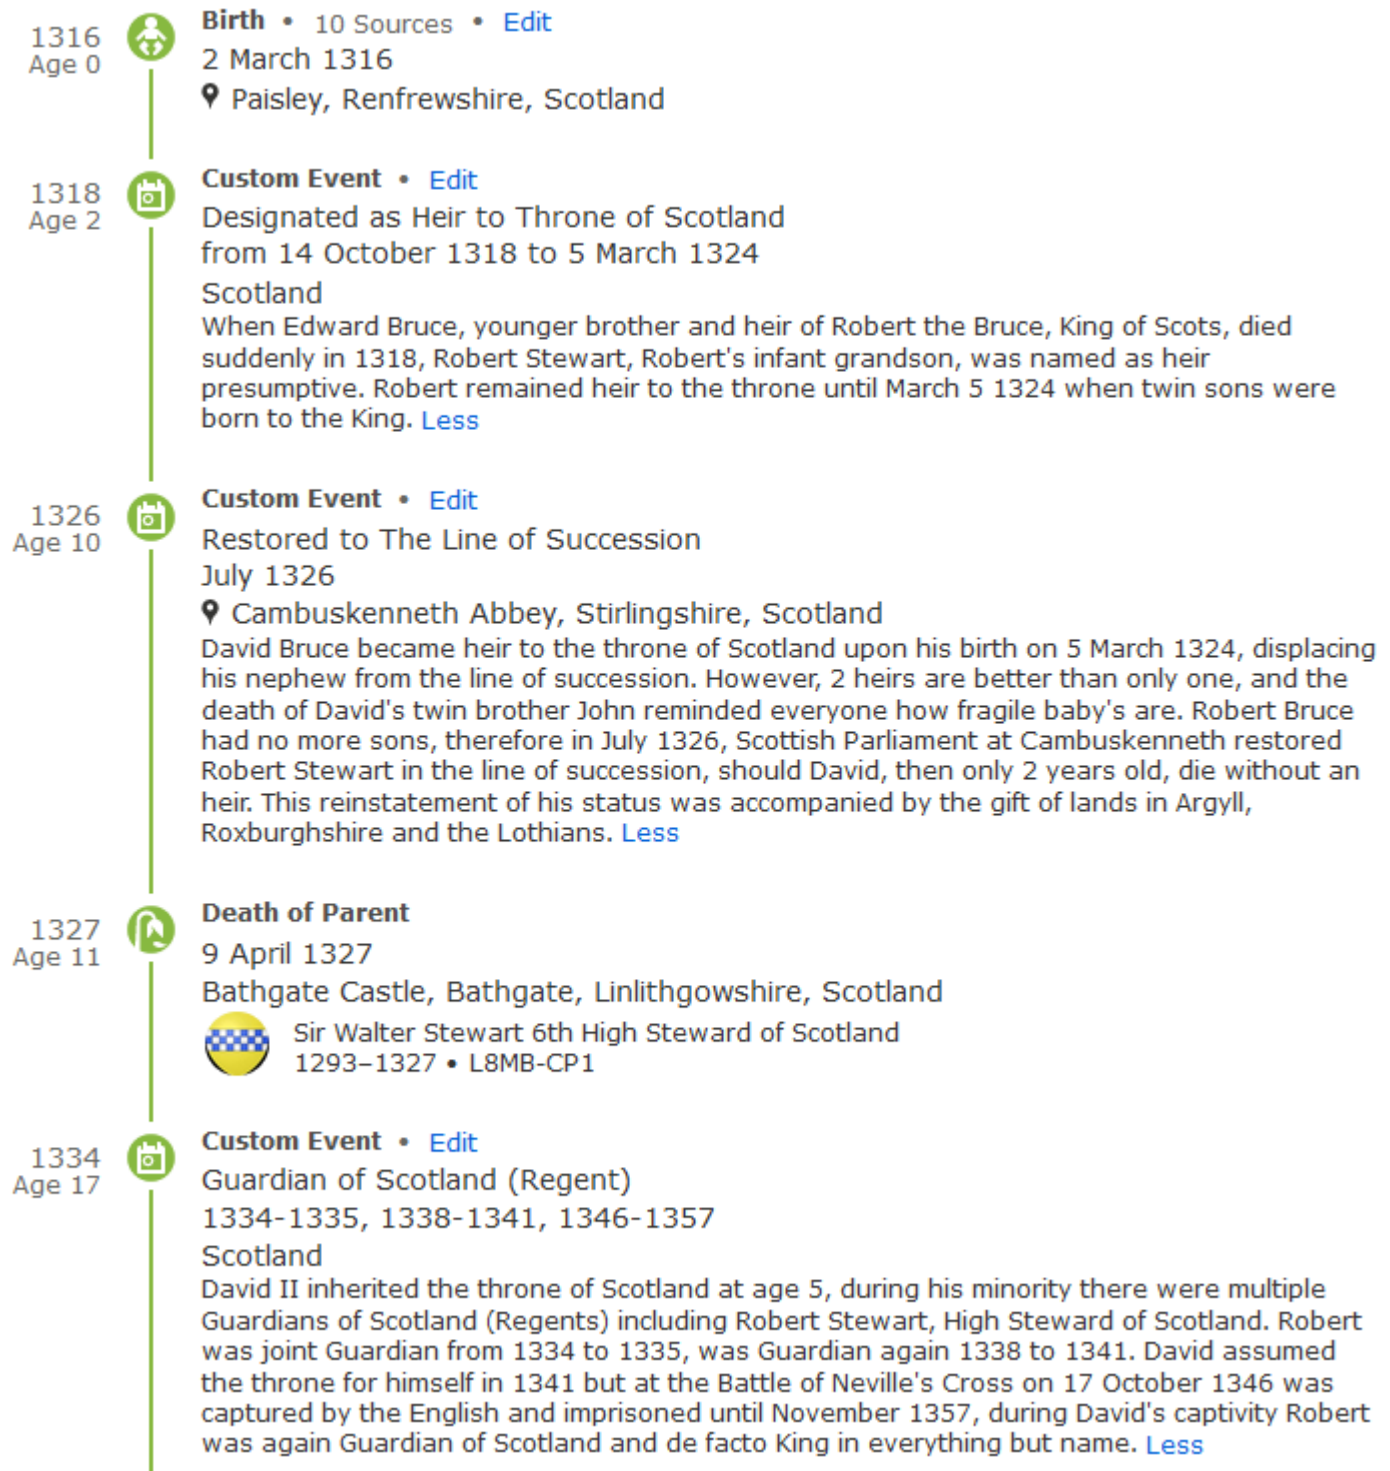 1316
Age 0
Birth • 10 Sources • Edit
2 March 1316
Paisley, Renfrewshire, Scotland
1318
Age 2
Custom Event • Edit
Designated as Heir to Throne of Scotland
from 14 October 1318 to 5 March 1324
Scotland
When Edward Bruce, younger brother and heir of Robert the Bruce, King of Scots, died
suddenly in 1318, Robert Stewart, Robert's infant grandson, was named as heir
presumptive. Robert remained heir to the throne until March 5 1324 when twin sons were
born to the King. Less
1326
Age 10
Custom Event • Edit
Restored to The Line of Succession
July 1326
Cambuskenneth Abbey, Stirlingshire, Scotland
David Bruce became heir to the throne of Scotland upon his birth on 5 March 1324, displacing
his nephew from the line of succession. However, 2 heirs are better than only one, and the
death of David's twin brother John reminded everyone how fragile baby's are. Robert Bruce
had no more sons, therefore in July 1326, Scottish Parliament at Cambuskenneth restored
Robert Stewart in the line of succession, should David, then only 2 years old, die without an
heir. This reinstatement of his status was accompanied by the gift of lands in Argyll,
Roxburghshire and the Lothians. Less
1327
Age 11
Death of Parent
9 April 1327
Bathgate Castle, Bathgate, Linlithgowshire, Scotland
Sir Walter Stewart 6th High Steward of Scotland
1293–1327 • L8MB-CP1
1334
Age 17
Custom Event • Edit
Guardian of Scotland (Regent)
1334-1335, 1338-1341, 1346-1357
Scotland
David II inherited the throne of Scotland at age 5, during his minority there were multiple
Guardians of Scotland (Regents) including Robert Stewart, High Steward of Scotland. Robert
was joint Guardian from 1334 to 1335, was Guardian again 1338 to 1341. David assumed
the throne for himself in 1341 but at the Battle of Neville's Cross on 17 October 1346 was
captured by the English and imprisoned until November 1357, during David's captivity Robert
was again Guardian of Scotland and de facto King in everything but name. Less